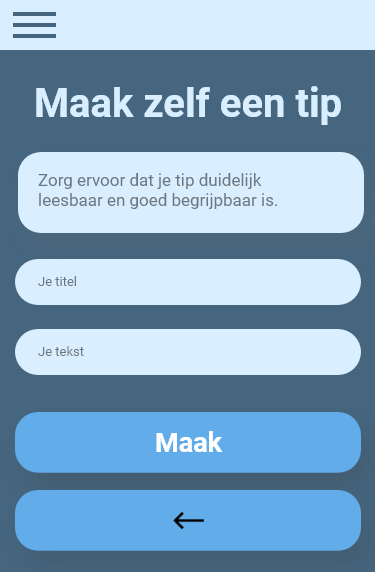 Maak zelf een tip
Zorg ervoor dat je tip duidelijk
leesbaar en goed begrijpbaar is.
Je titel
Je tekst
Maak